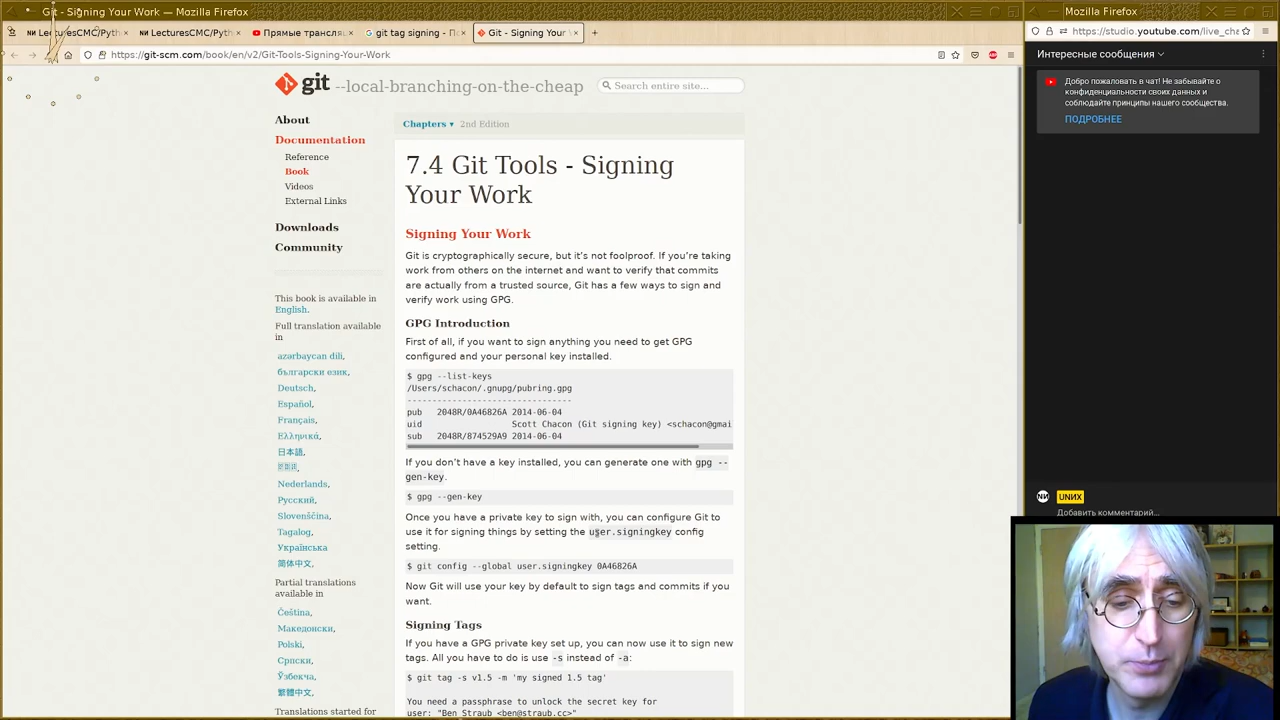 Git - Signing Your Work — Mozilla Firefox
Mozilla Firefox
LecturesCMC/Pyth
LecturesCMC/Pyth
Прямые трансляц
git tag signing - По
Git - Signing Your W
https://git-scm.com/book/en/v2/Git-Tools-Signing-Your-Work
https://studio.youtube.com/live_cha
Интересные сообщения
Добро пожаловать в чат! Не забывайте о
конфиденциальности своих данных и
соблюдайте принципы нашего сообщества.
ПОДРОБНЕЕ
git --local-branching-on-the-cheap
Search entire site...
About
Documentation
Reference
Book
Videos
External Links
Downloads
Community
This book is available in
English.
Full translation available
in
azərbaycan dili,
български език,
Deutsch,
Español,
Français,
Ελληνικά,
日本語,
Nederlands,
Русский,
Slovenščina,
Tagalog,
Українська
简体中文,
Partial translations
available in
Čeština,
Македонски,
Polski,
Српски,
Ўзбекча,
繁體中文,
Translations started for
Chapters ▾ 2nd Edition
7.4 Git Tools - Signing
Your Work
Signing Your Work
Git is cryptographically secure, but it’s not foolproof. If you’re taking
work from others on the internet and want to verify that commits
are actually from a trusted source, Git has a few ways to sign and
verify work using GPG.
GPG Introduction
First of all, if you want to sign anything you need to get GPG
configured and your personal key installed.
$ gpg --list-keys
/Users/schacon/.gnupg/pubring.gpg
---------------------------------
pub 2048R/0A46826A 2014-06-04
uid Scott Chacon (Git signing key) <schacon@gmai
sub 2048R/874529A9 2014-06-04
If you don’t have a key installed, you can generate one with gpg --
gen-key.
$ gpg --gen-key
Once you have a private key to sign with, you can configure Git to
use it for signing things by setting the user.signingkey config
setting.
$ git config --global user.signingkey 0A46826A
Now Git will use your key by default to sign tags and commits if you
want.
Signing Tags
If you have a GPG private key set up, you can now use it to sign new
tags. All you have to do is use -s instead of -a:
$ git tag -s v1.5 -m 'my signed 1.5 tag'
You need a passphrase to unlock the secret key for
user: "Ben Straub <ben@straub.cc>"
UNИX
Добавить комментарий...